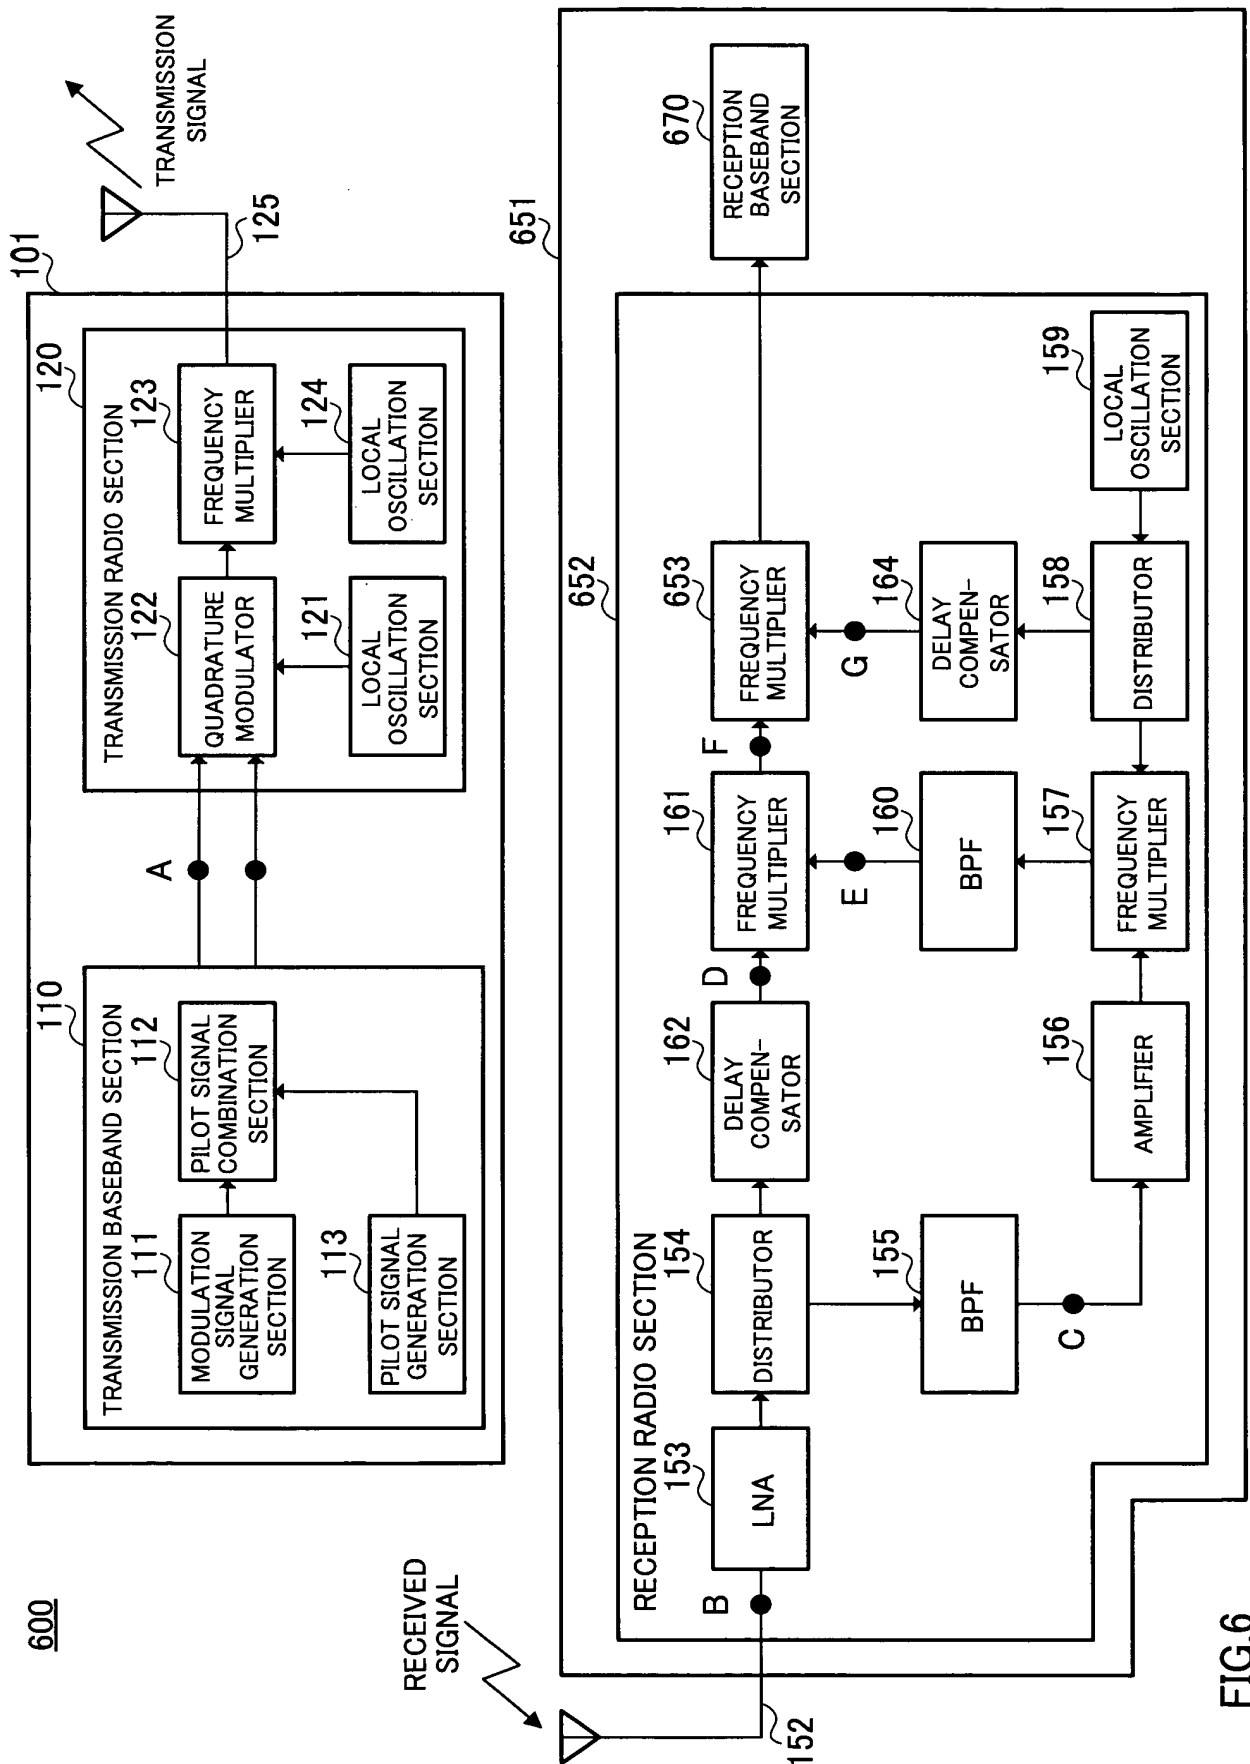 600
101
TRANSMISSION
SIGNAL
125
110
TRANSMISSION BASEBAND SECTION
111
MODULATION
SIGNAL
GENERATION
SECTION
112
PILOT SIGNAL
COMBINATION
SECTION
113
PILOT SIGNAL
GENERATION
SECTION
A
120
TRANSMISSION RADIO SECTION
122
QUADRATURE
MODULATOR
123
FREQUENCY
MULTIPLIER
121
LOCAL
OSCILLATION
SECTION
124
LOCAL
OSCILLATION
SECTION
RECEIVED
SIGNAL
152
651
652
RECEPTION RADIO SECTION
B
153
LNA
154
DISTRIBUTOR
162
DELAY
COMPEN-
SATOR
D
161
FREQUENCY
MULTIPLIER
F
653
FREQUENCY
MULTIPLIER
670
RECEPTION
BASEBAND
SECTION
155
BPF
E
160
BPF
G
164
DELAY
COMPEN-
SATOR
C
156
AMPLIFIER
157
FREQUENCY
MULTIPLIER
158
DISTRIBUTOR
159
LOCAL
OSCILLATION
SECTION
FIG.6